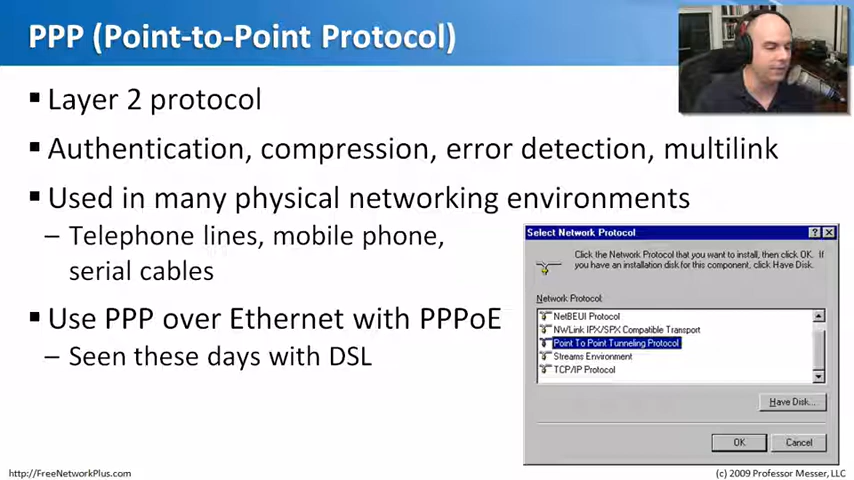 PPP (Point-to-Point Protocol)
▪ Layer 2 protocol
▪ Authentication, compression, error detection, multilink
▪ Used in many physical networking environments
– Telephone lines, mobile phone,
serial cables
▪ Use PPP over Ethernet with PPPoE
– Seen these days with DSL
Select Network Protocol
Click the Network Protocol that you want to install, then click OK. If
you have an installation disk for this component, click Have Disk.
Network Protocol:
NetBEUI Protocol
NWLink IPX/SPX Compatible Transport
Point To Point Tunneling Protocol
Streams Environment
TCP/IP Protocol
Have Disk...
OK
Cancel
http://FreeNetworkPlus.com
(c) 2009 Professor Messer, LLC